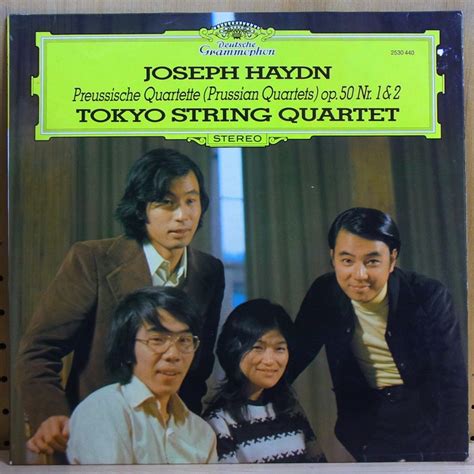 Deutsche
Grammophon
2530 440
JOSEPH HAYDN
Preussische Quartette (Prussian Quartets) op. 50 Nr. 1 & 2
TOKYO STRING QUARTET
STEREO